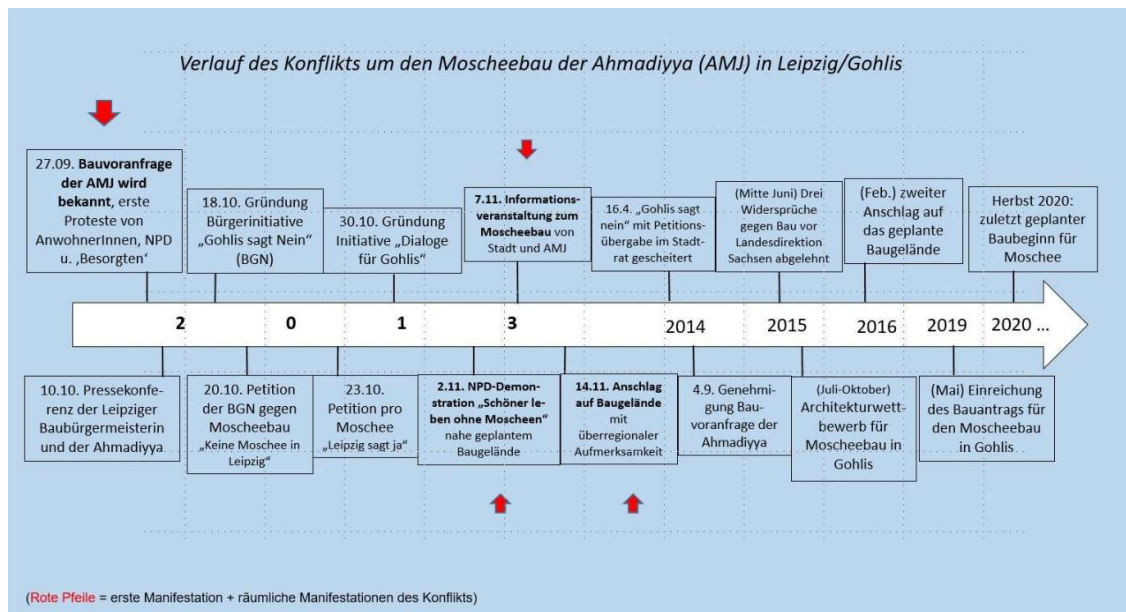 Verlauf des Konflikts um den Moscheebau der Ahmadiyya (AMJ) in Leipzig/Gohlis
27.09. Bauvoranfrage
der AMJ wird
bekannt, erste
Proteste von
AnwohnerInnen, NPD
u. ‚Besorgten‘
18.10. Gründung
Bürgerinitiative
„Gohlis sagt Nein“
(BGN)
30.10. Gründung
Initiative „Dialoge
für Gohlis“
7.11. Informations-
veranstaltung zum
Moscheebau von
Stadt und AMJ
16.4. „Gohlis sagt
nein“ mit Petitions-
übergabe im Stadt-
rat gescheitert
(Mitte Juni) Drei
Widersprüche
gegen Bau vor
Landesdirektion
Sachsen abgelehnt
(Feb.) zweiter
Anschlag auf
das geplante
Baugelände
Herbst 2020:
zuletzt geplanter
Baubeginn für
Moschee
2 0 1 3 2014 2015 2016 2019 2020 ...
10.10. Pressekonfe-
renz der Leipziger
Baubürgermeisterin
und der Ahmadiyya
20.10. Petition
der BGN gegen
Moscheebau
„Keine Moschee in
Leipzig“
23.10.
Petition pro
Moschee
„Leipzig sagt ja“
2.11. NPD-Demon-
stration „Schöner le-
ben ohne Moscheen“
nahe geplantem
Baugelände
14.11. Anschlag
auf Baugelände
mit
überregionaler
Aufmerksamkeit
4.9. Genehmi-
gung Bau-
voranfrage der
Ahmadiyya
(Juli-Oktober)
Architekturwett-
bewerb für
Moscheebau in
Gohlis
(Mai) Einreichung
des Bauantrags für
den Moscheebau
in Gohlis
(Rote Pfeile = erste Manifestation + räumliche Manifestationen des Konflikts)